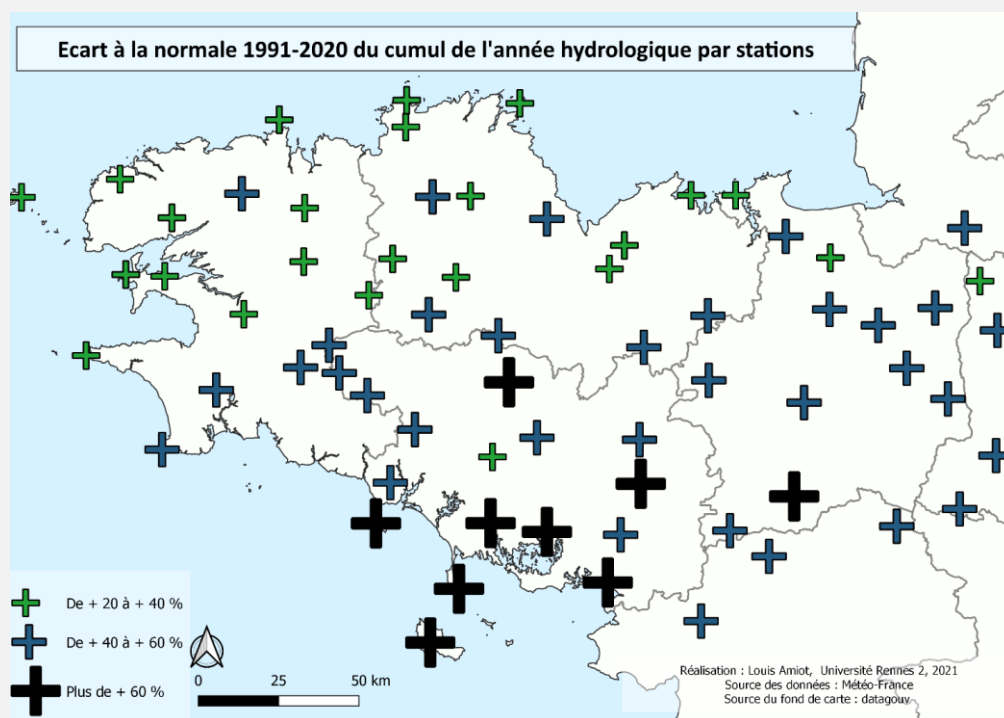 Ecart à la normale 1991-2020 du cumul de l'année hydrologique par stations
De + 20 à + 40 %
De + 40 à + 60 %
Plus de + 60 %
0 25 50 km
Réalisation : Louis Amiot, Université Rennes 2, 2021
Source des données : Météo-France
Source du fond de carte : datagouv